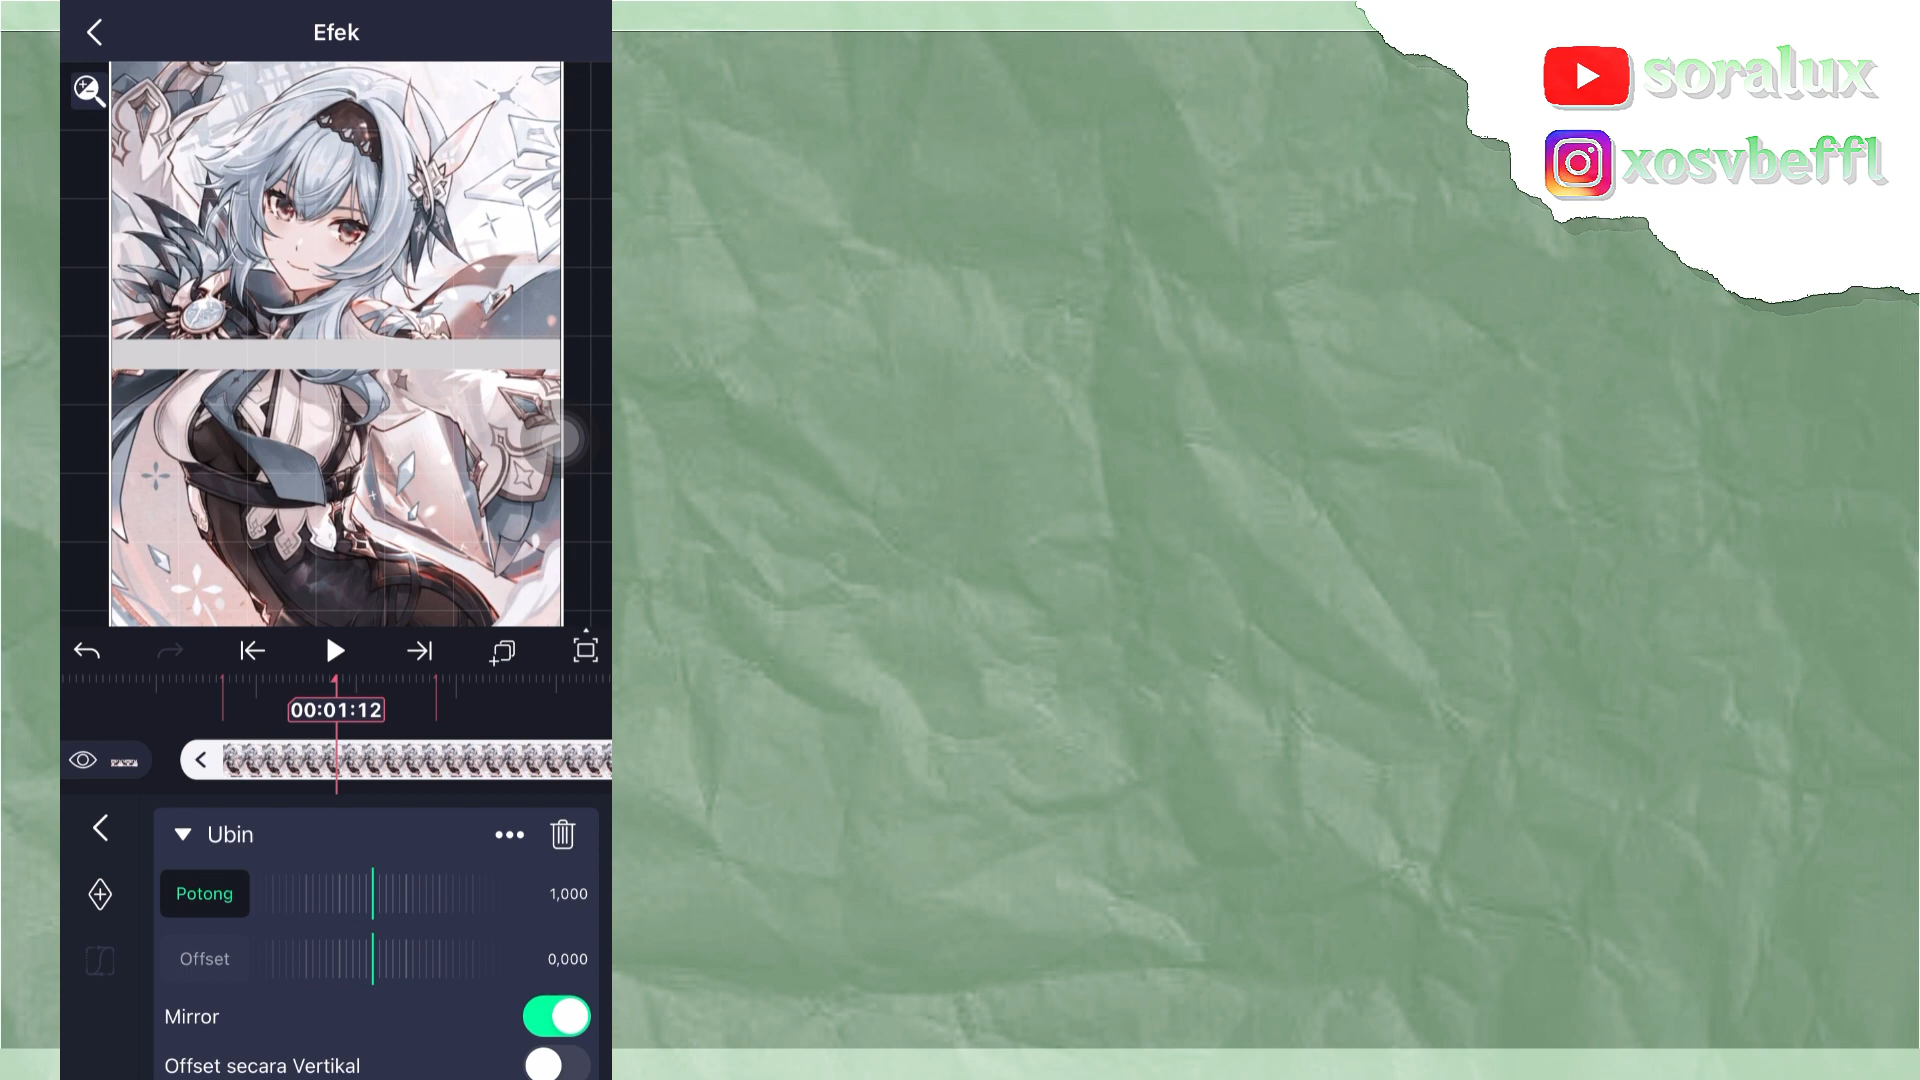 Efek
soralux
xosvbeffl
00:01:12
Ubin
Potong 1,000
Offset 0,000
Mirror
Offset secara Vertikal